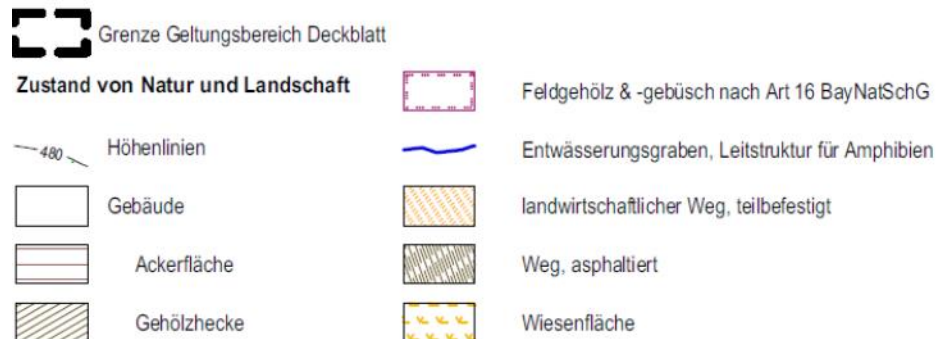 Grenze Geltungsbereich Deckblatt
Zustand von Natur und Landschaft
480 Höhenlinien
Gebäude
Ackerfläche
Gehölzhecke
Feldgehölz & -gebüsch nach Art 16 BayNatSchG
Entwässerungsgraben, Leitstruktur für Amphibien
landwirtschaftlicher Weg, teilbefestigt
Weg, asphaltiert
Wiesenfläche